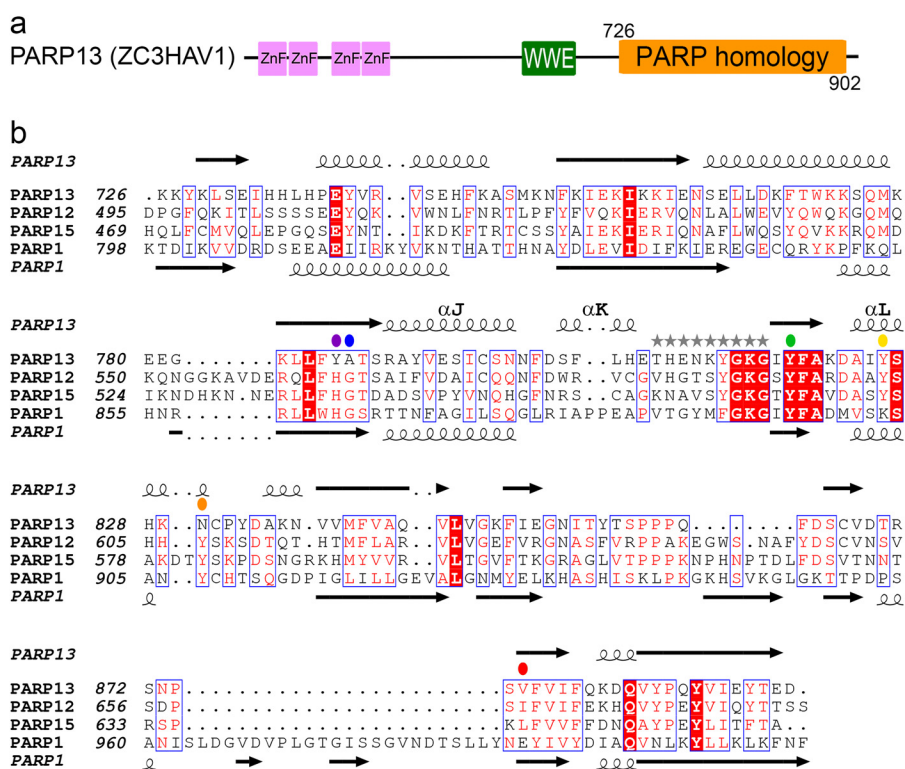 a
PARP13 (ZC3HAV1)
ZnF ZnF ZnF ZnF WWE 726 PARP homology 902
b
PARP13
PARP13 726 .KKYKLSEIHHLHPEYVR..VSEHFKASMKNFKIEKIKKIENSELLDKFTWKKSQMK
PARP12 495 DPGFQKITLSSSSEEYQK..VWNLFNRTLPFYFVQKIERVQNLALWEVYQWQKGQMQ
PARP15 469 HQLFCMVQLEPGQSEYNT..IKDKFTRTCSSYAIEKIERIQNAFLWQSYQVKKRQMD
PARP1 798 KTDIKVVDRDSEEAEIIRKYVKNTHATTHNAYDLEVIDIFKIEREGECQRYKPFKQL
PARP1
PARP13 αJ αK αL
PARP13 780 EEG.......KLLFYATSRAYVESICSNNFDSF..LHETHENKYGKGIYFAKDAIYS
PARP12 550 KQNGGKAVDERQLFHGTSAIFVDAICQHNFDWR..VCGVHGTSYGKGSYFARDAAYS
PARP15 524 IKNDHKN.NERLLFHGTDADSVPYVNQHGFNRS..CAGKNAVSYGKGTYFAVDASYS
PARP1 855 HNR.......RLLWHGSRTTNFAGILSQGLRIAPPEAPVTGYMFGKGIYFADMVSKS
PARP1
PARP13
PARP13 828 HK..NCPYDAKN.VVMFVAQ..VLVGKFIEGNITYTSPPPQ........FDSCVDTR
PARP12 605 HH..YSKSDTQT.HTMFLAR..VLVGEFVRGNASFVRPPAKEGWS.NAFYDSCVNSV
PARP15 578 AKDTYSKPDSNGRKHMYVVR..VLTGVFTKGRAGLVTPPPKNPHNPTDLFDSVTNNT
PARP1 905 AN..YCHTSQGDPIGLILLGEVALGNMYELKHASHISKLPKGKHSVKGLGKTTPDPS
PARP1
PARP13
PARP13 872 SNP........................SVFVIFQKDQVYPQYVIEYTED.
PARP12 656 SDP........................SIFVIFEKHQVYPEYVIQYTTSS
PARP15 633 RSP........................KLFVVFFDNQAYPEYLITFTA..
PARP1 960 ANISLDGVDVPLGTGISSGVNDTSLLYNEYIVYDIAQVNLKYLLKLKFNF
PARP1